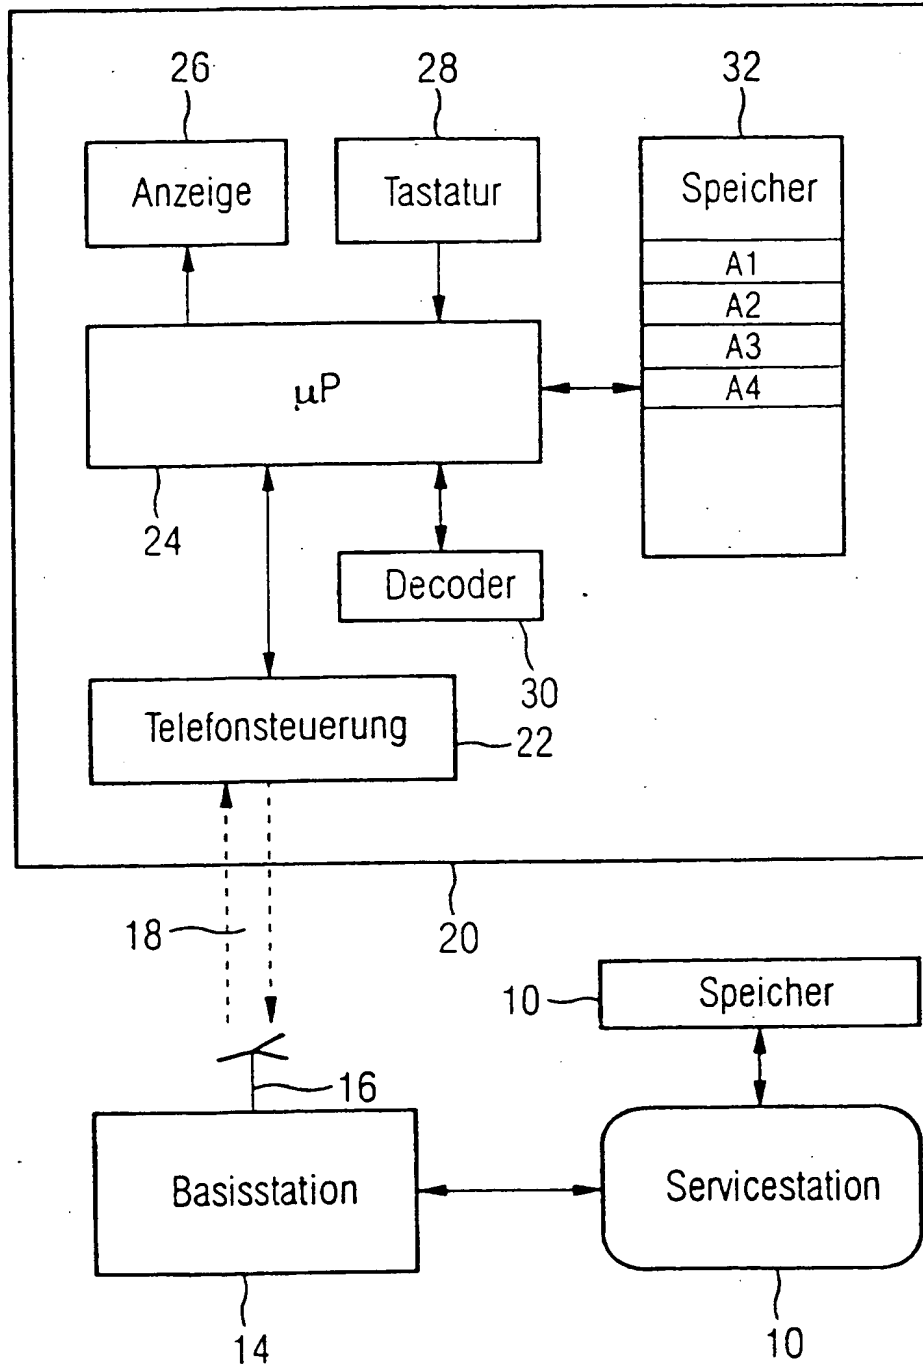 26
28
32
Anzeige
Tastatur
Speicher
A1
A2
A3
A4
µP
24
Decoder
30
Telefonsteuerung
22
18
20
10
Speicher
16
Basisstation
Servicestation
14
10